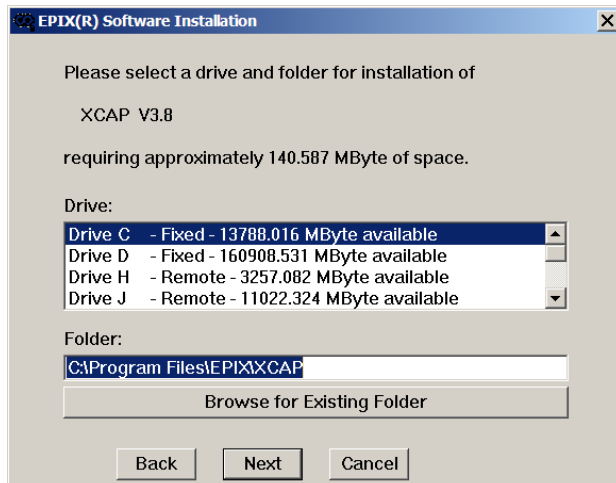 EPIX(R) Software Installation
Please select a drive and folder for installation of
XCAP V3.8
requiring approximately 140.587 MByte of space.
Drive:
Drive C - Fixed - 13788.016 MByte available
Drive D - Fixed - 160908.531 MByte available
Drive H - Remote - 3257.082 MByte available
Drive J - Remote - 11022.324 MByte available
Folder:
C:\Program Files\EPIX\XCAP
Browse for Existing Folder
Back Next Cancel